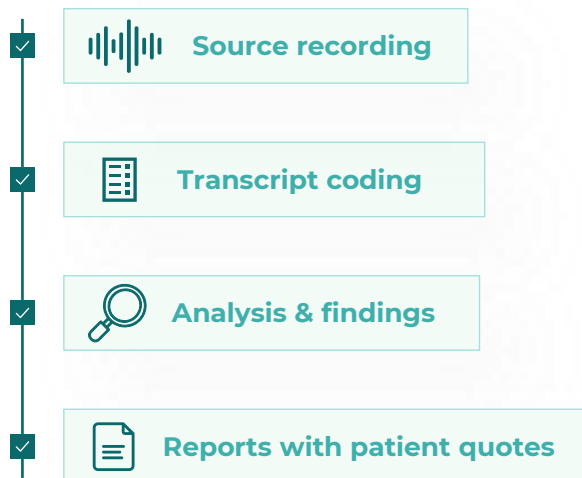 Source recording
Transcript coding
Analysis & findings
Reports with patient quotes